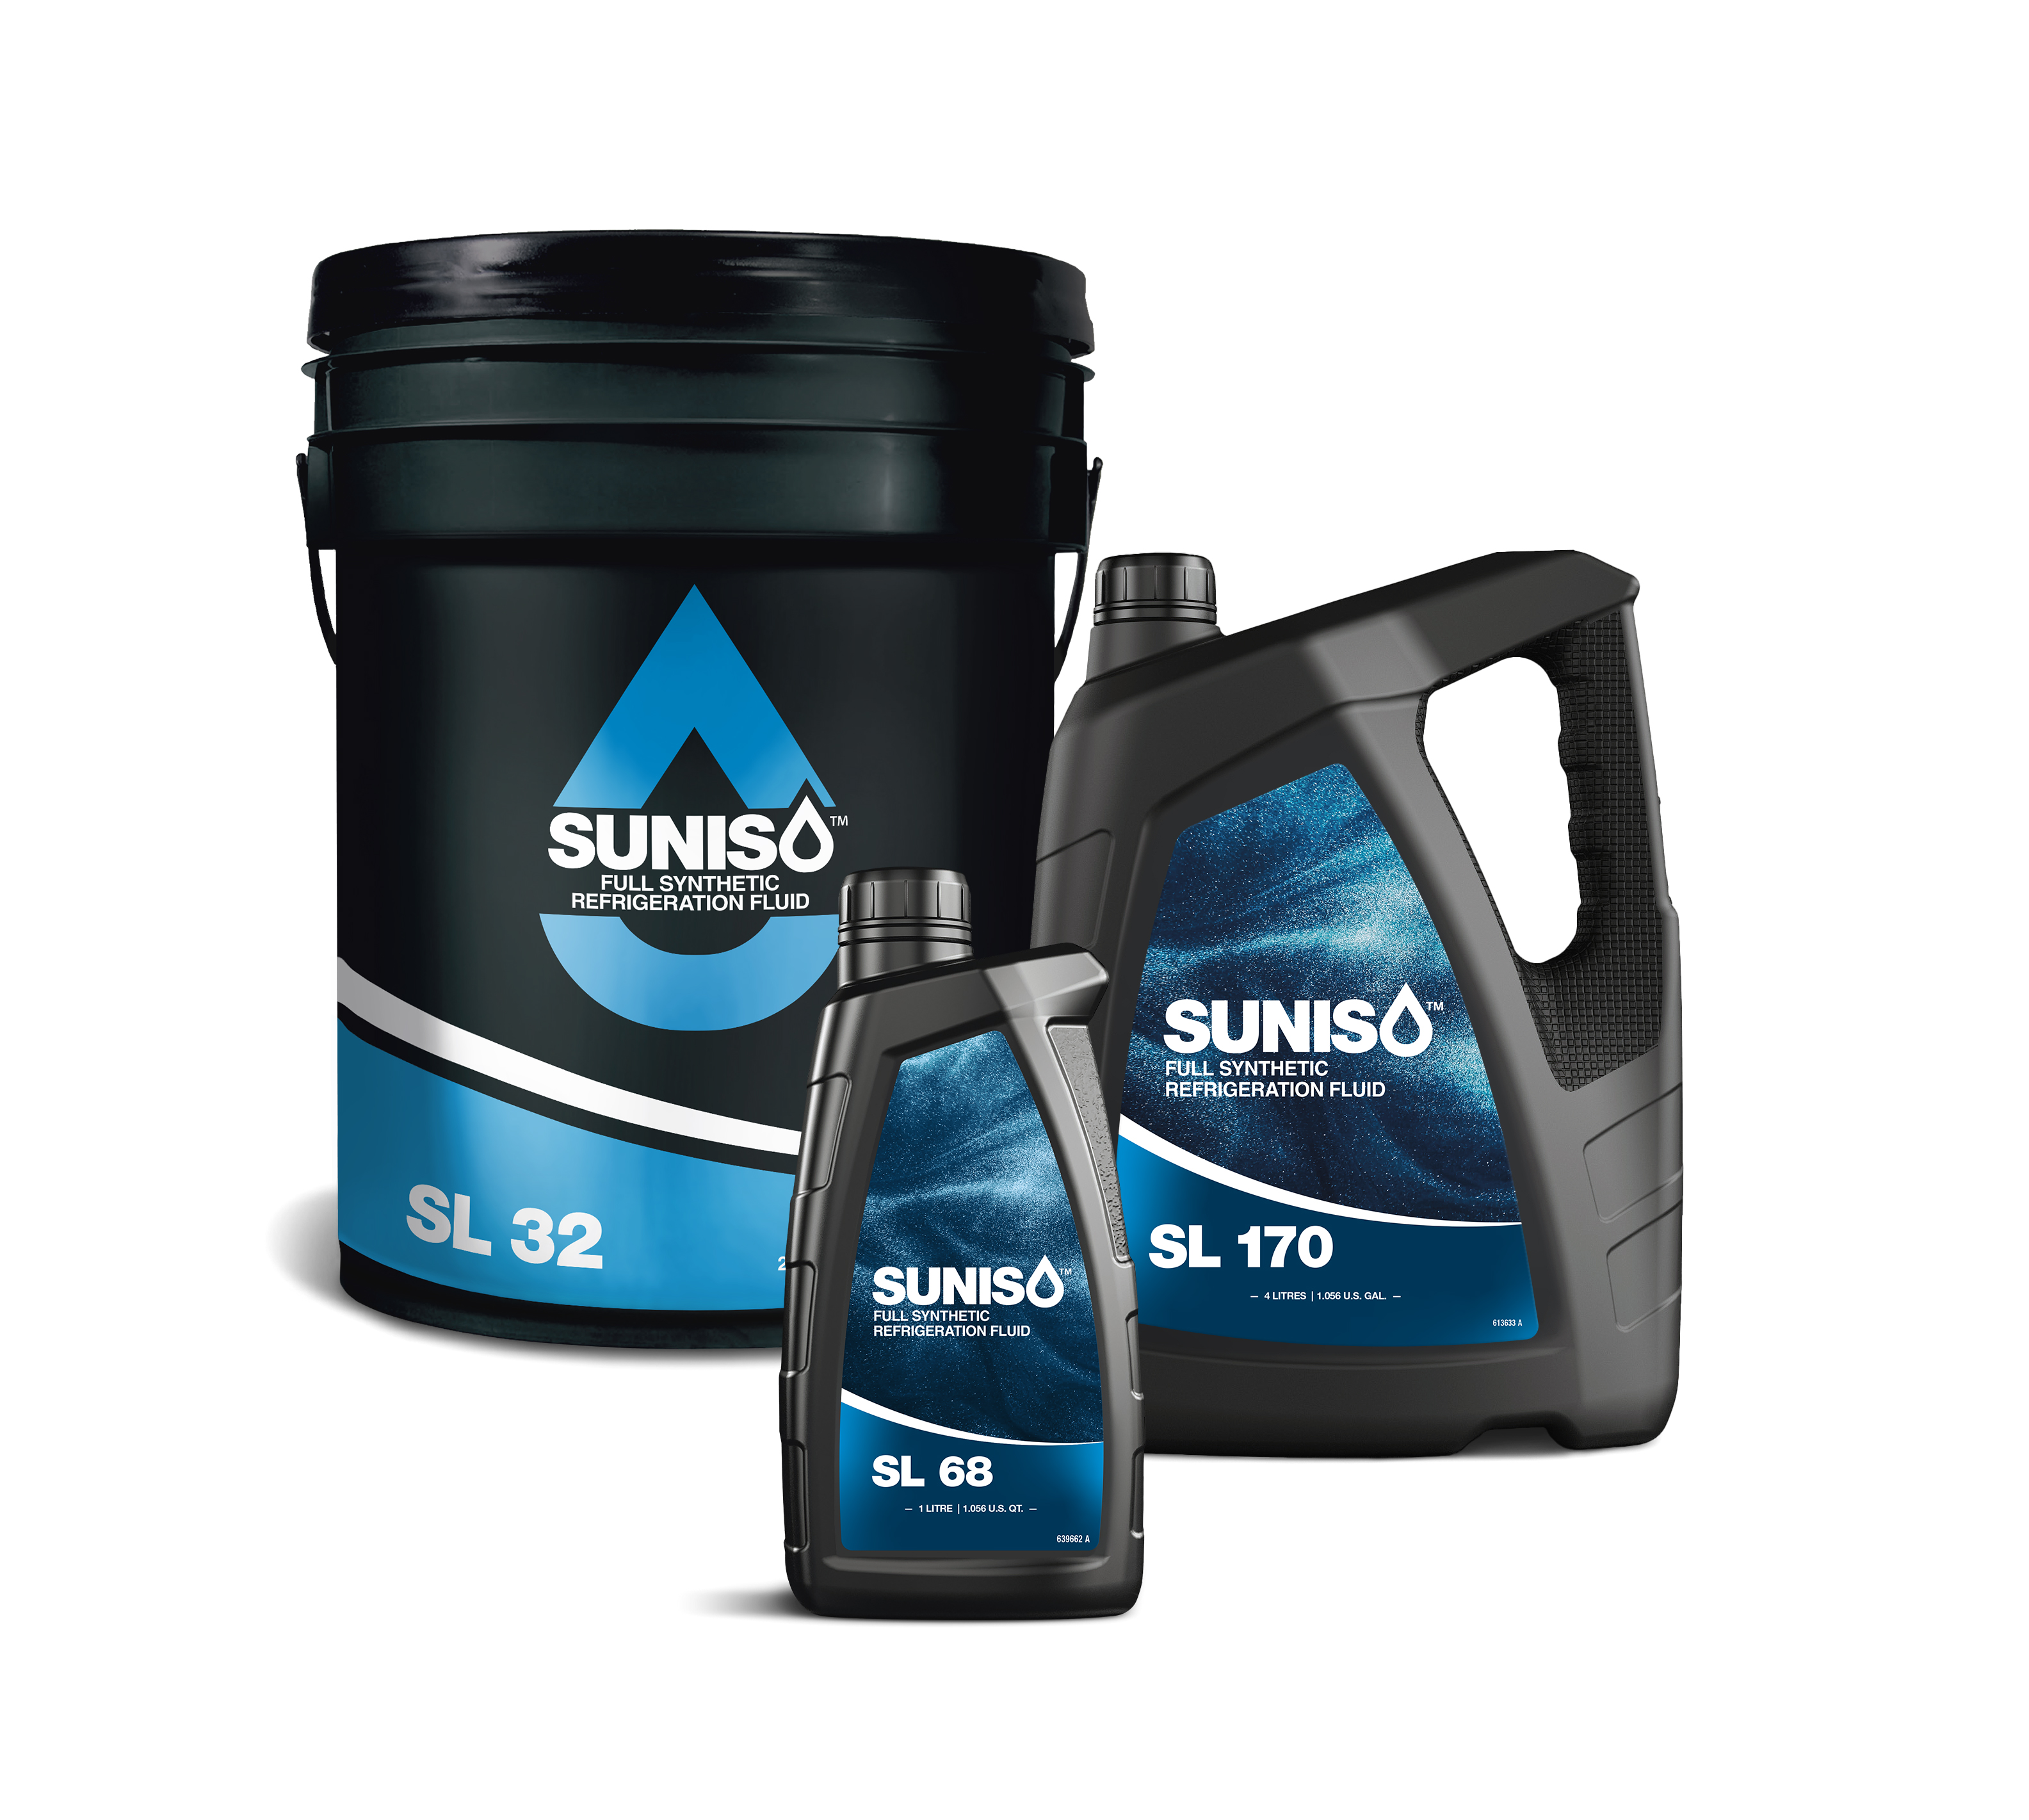 SUNISO™
FULL SYNTHETIC
REFRIGERATION FLUID
SL 32
SUNISO™
FULL SYNTHETIC
REFRIGERATION FLUID
SL 170
— 4 LITRES | 1.056 U.S. GAL. —
613633 A
SUNISO™
FULL SYNTHETIC
REFRIGERATION FLUID
SL 68
— 1 LITRE | 1.056 U.S. QT. —
639662 A